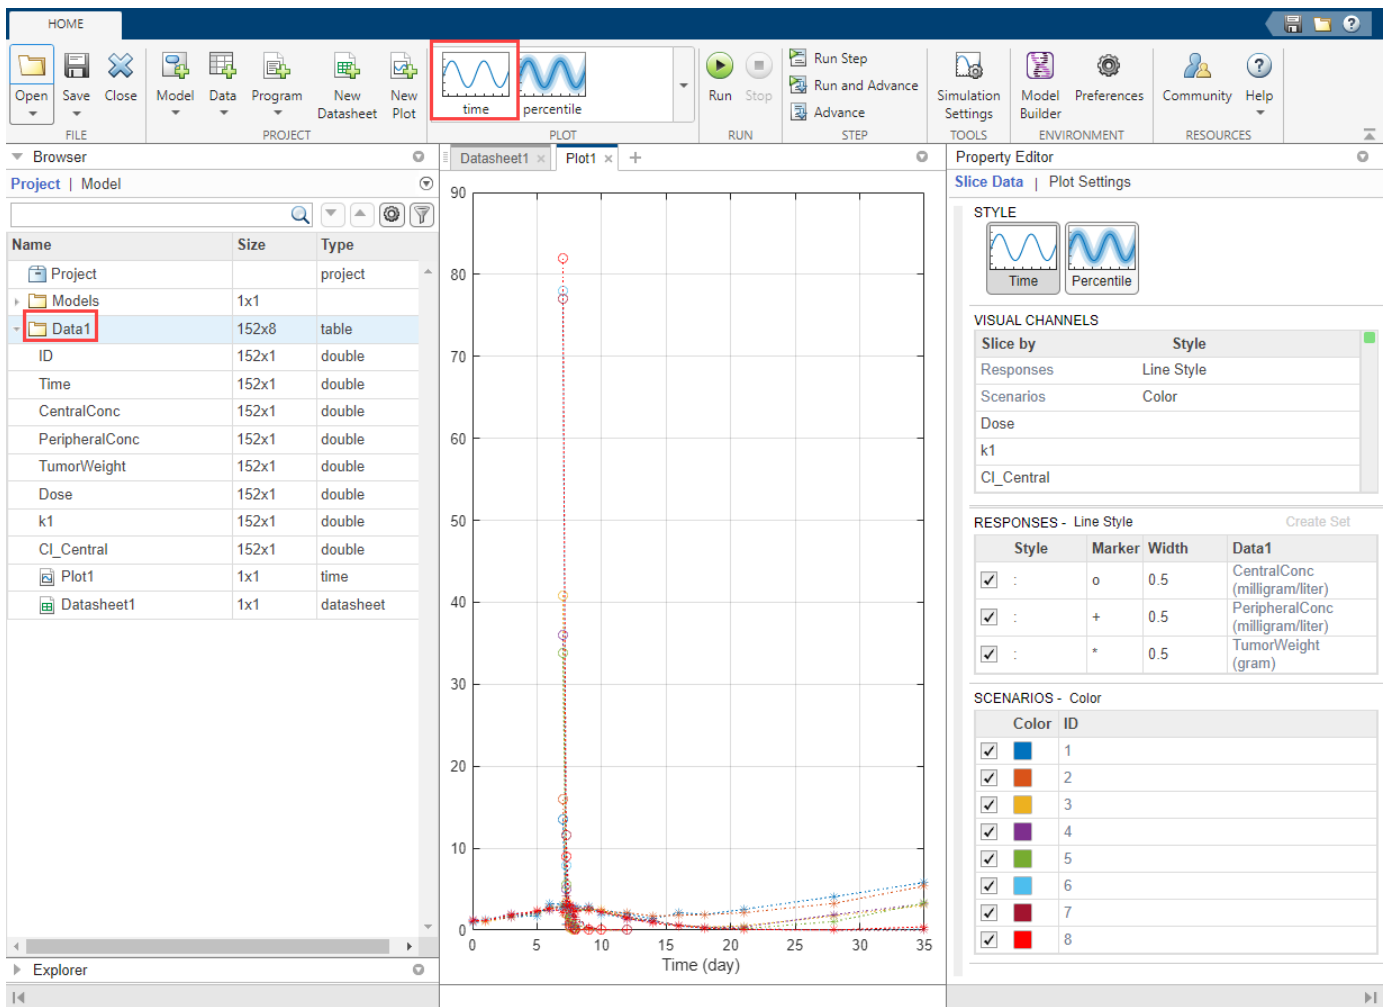 HOME
Open
Save
Close
Model
Data
Program
New Datasheet
New Plot
time
percentile
Run
Stop
Run Step
Run and Advance
Advance
Simulation Settings
Model Builder
Preferences
Community
Help
FILE
PROJECT
PLOT
RUN
STEP
TOOLS
ENVIRONMENT
RESOURCES
Browser
Project | Model
Name Size Type
Project project
Models 1x1
Data1 152x8 table
ID 152x1 double
Time 152x1 double
CentralConc 152x1 double
PeripheralConc 152x1 double
TumorWeight 152x1 double
Dose 152x1 double
k1 152x1 double
Cl_Central 152x1 double
Plot1 1x1 time
Datasheet1 1x1 datasheet
Explorer
Datasheet1 × Plot1 × +
90
80
70
60
50
40
30
20
10
0
0 5 10 15 20 25 30 35
Time (day)
Property Editor
Slice Data | Plot Settings
STYLE
Time
Percentile
VISUAL CHANNELS
Slice by Style
Responses Line Style
Scenarios Color
Dose
k1
Cl_Central
RESPONSES - Line Style Create Set
Style Marker Width Data1
: o 0.5 CentralConc
(milligram/liter)
: + 0.5 PeripheralConc
(milligram/liter)
: * 0.5 TumorWeight
(gram)
SCENARIOS - Color
Color ID
1
2
3
4
5
6
7
8